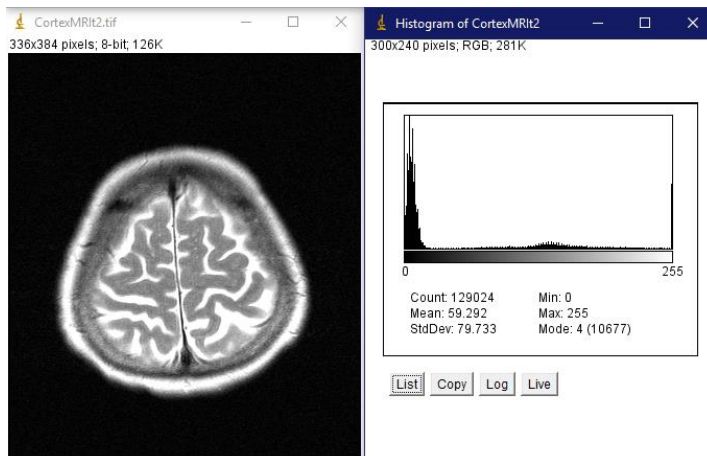 CortexMRIt2.tif
336x384 pixels; 8-bit; 126K
Histogram of CortexMRIt2
300x240 pixels; RGB; 281K
0 255
Count: 129024 Min: 0
Mean: 59.292 Max: 255
StdDev: 79.733 Mode: 4 (10677)
List Copy Log Live